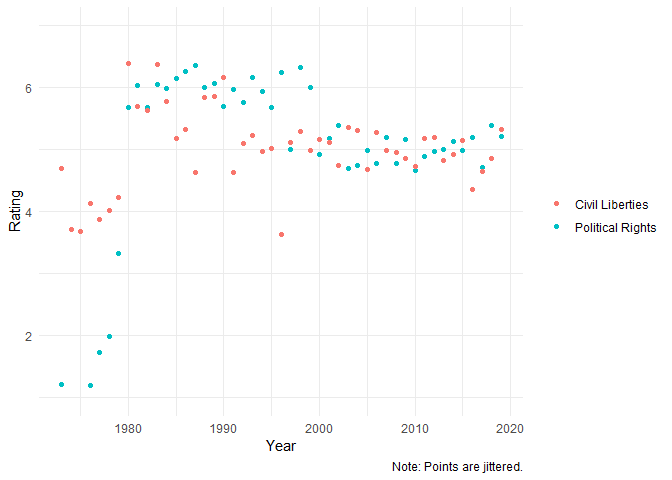 Rating
6
4
2
1980
1990
2000
2010
2020
Year
Civil Liberties
Political Rights
Note: Points are jittered.